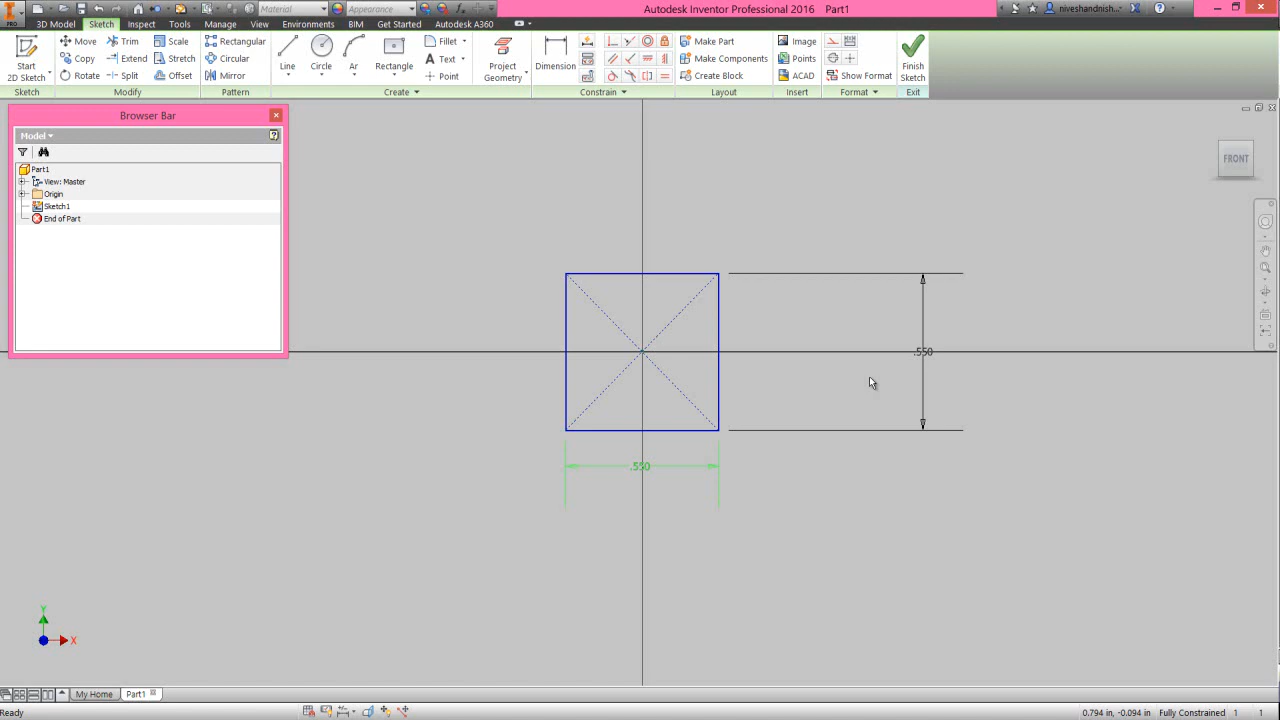 Autodesk Inventor Professional 2016 Part1
Material
Appearance
niveshandnish...
PRO
3D Model Sketch Inspect Tools Manage View Environments BIM Get Started Autodesk A360
Start
2D Sketch
Move Trim Scale
Copy Extend Stretch
Rotate Split Offset
Rectangular
Circular
Mirror
Line Circle Arc Rectangle
Fillet
Text
Point
Project
Geometry
Dimension
Make Part
Make Components
Create Block
Image
Points
ACAD
Show Format
Finish
Sketch
Sketch Modify Pattern Create Constrain Layout Insert Format Exit
Browser Bar
Model
Part1
View: Master
Origin
Sketch1
End of Part
FRONT
.550
.550
Y
X
My Home Part1
Ready
0.794 in, -0.094 in Fully Constrained 1 1